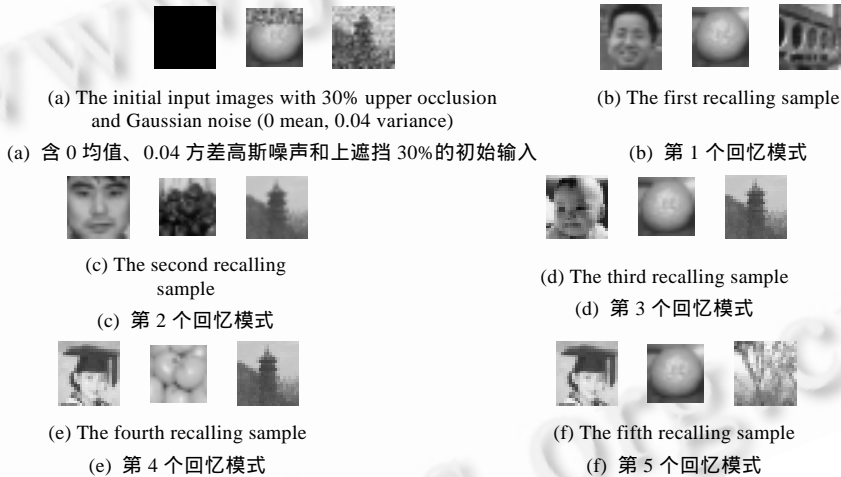 (a) The initial input images with 30% upper occlusion
and Gaussian noise (0 mean, 0.04 variance)
(a) 含 0 均值、0.04 方差高斯噪声和上遮挡 30%的初始输入
(b) The first recalling sample
(b) 第 1 个回忆模式
(c) The second recalling
sample
(c) 第 2 个回忆模式
(d) The third recalling sample
(d) 第 3 个回忆模式
(e) The fourth recalling sample
(e) 第 4 个回忆模式
(f) The fifth recalling sample
(f) 第 5 个回忆模式